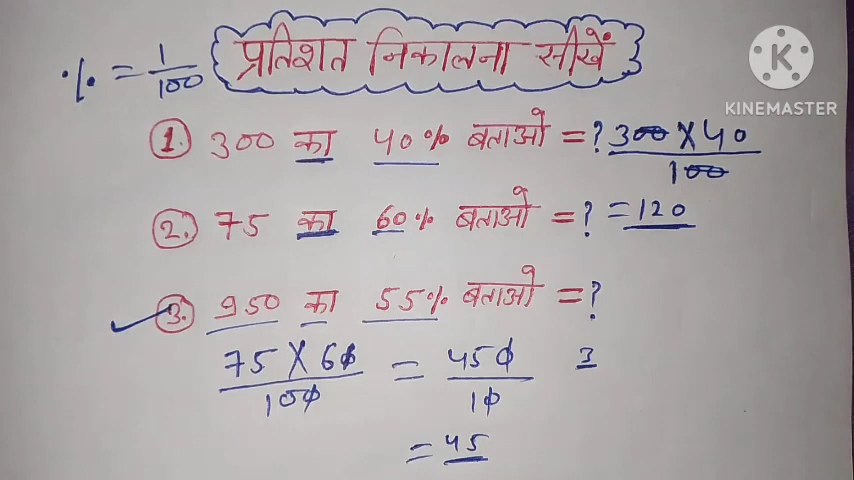 % = 1/100 प्रतिशत निकालना सीखें
KINEMASTER
1. 300 का 40% बताओ = ? 300 X 40 / 100
2. 75 का 60% बताओ = ? = 120
3. 950 का 55% बताओ = ?
75 X 60 / 100 = 450 / 10
= 45